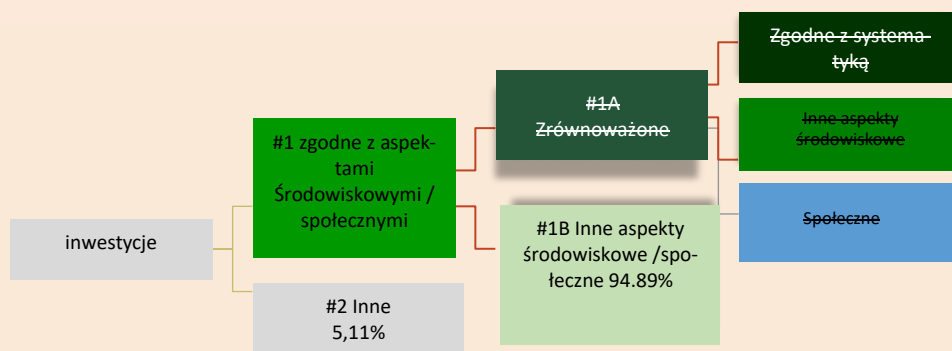 inwestycje
#1 zgodne z aspek-
tami
Środowiskowymi /
społecznymi
#2 Inne
5,11%
#1A
Zrównoważone
#1B Inne aspekty
środowiskowe /spo-
łeczne 94.89%
Zgodne z systema-
tyką
Inne aspekty
środowiskowe
Społeczne